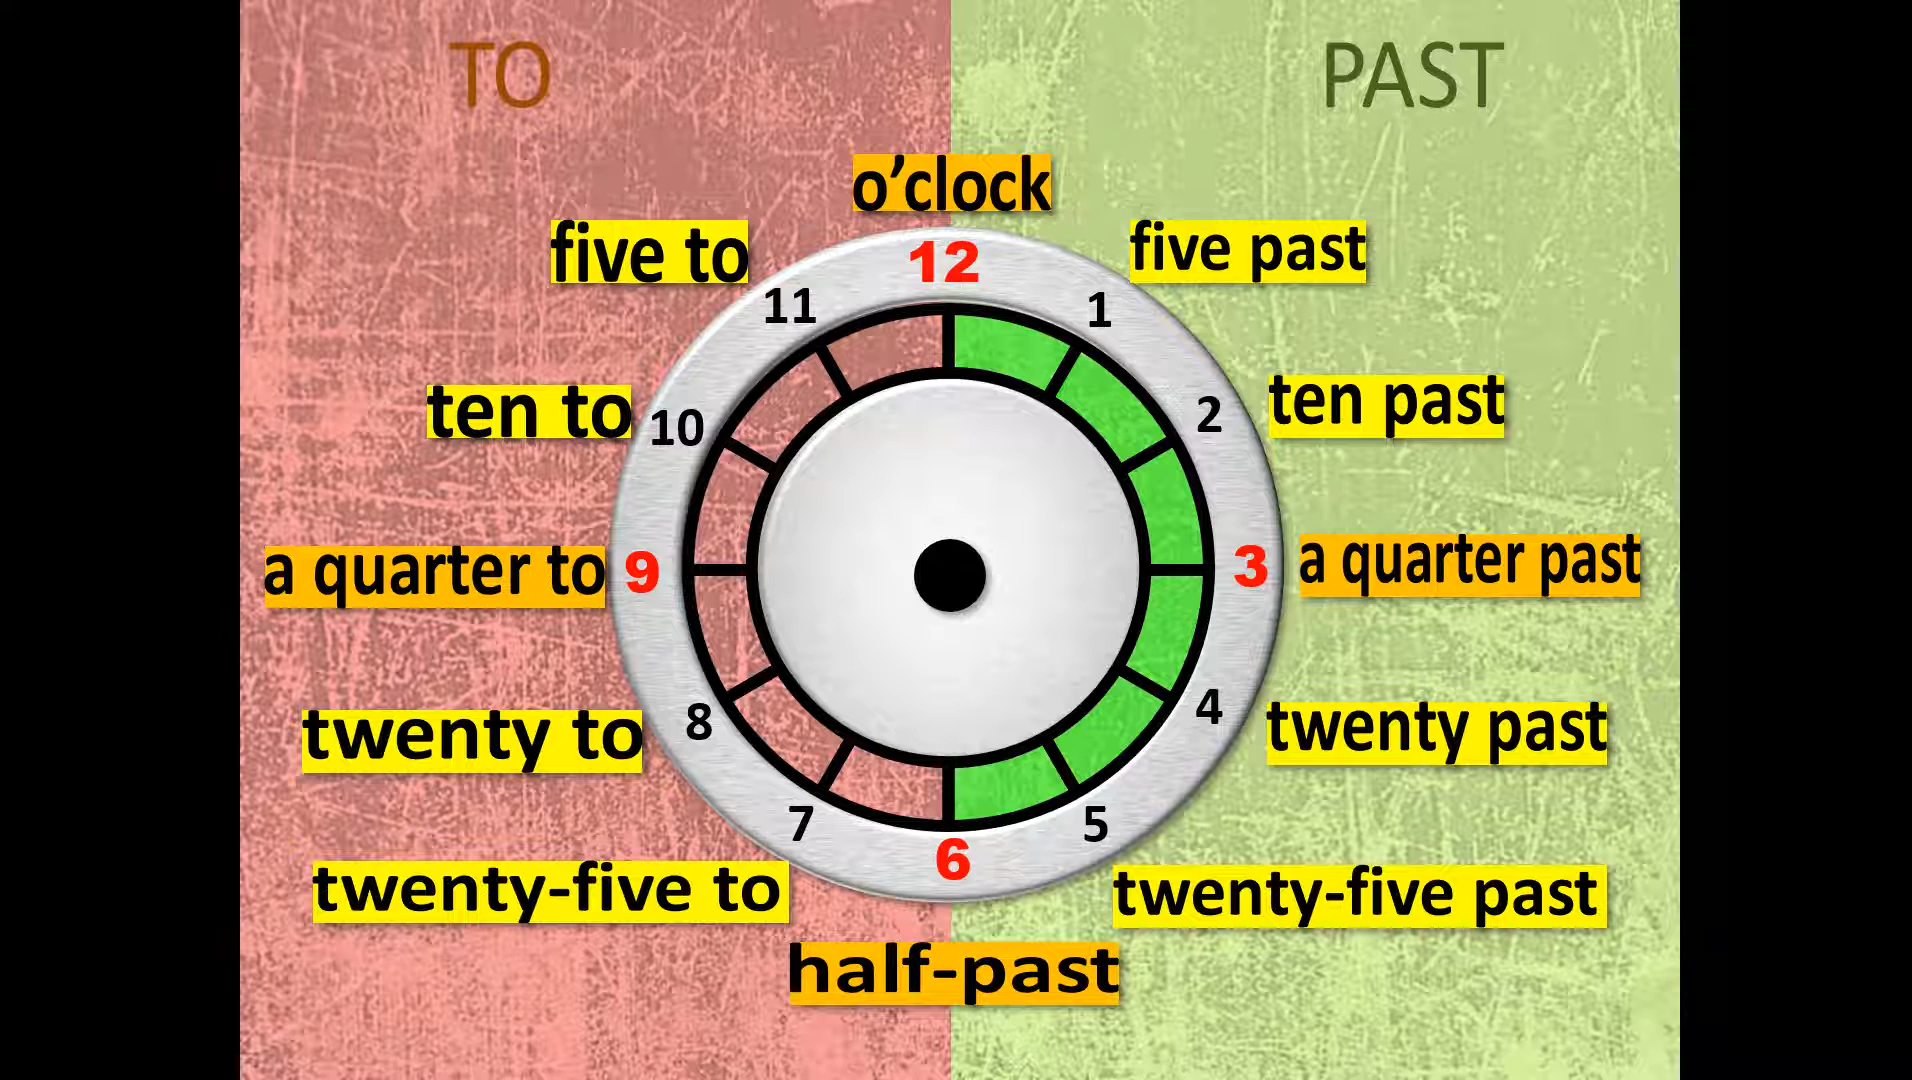 TO
PAST
o’clock
five to
12
five past
11
1
ten to
10
2
ten past
a quarter to
9
3
a quarter past
twenty to
8
4
twenty past
7
5
6
twenty-five to
twenty-five past
half-past